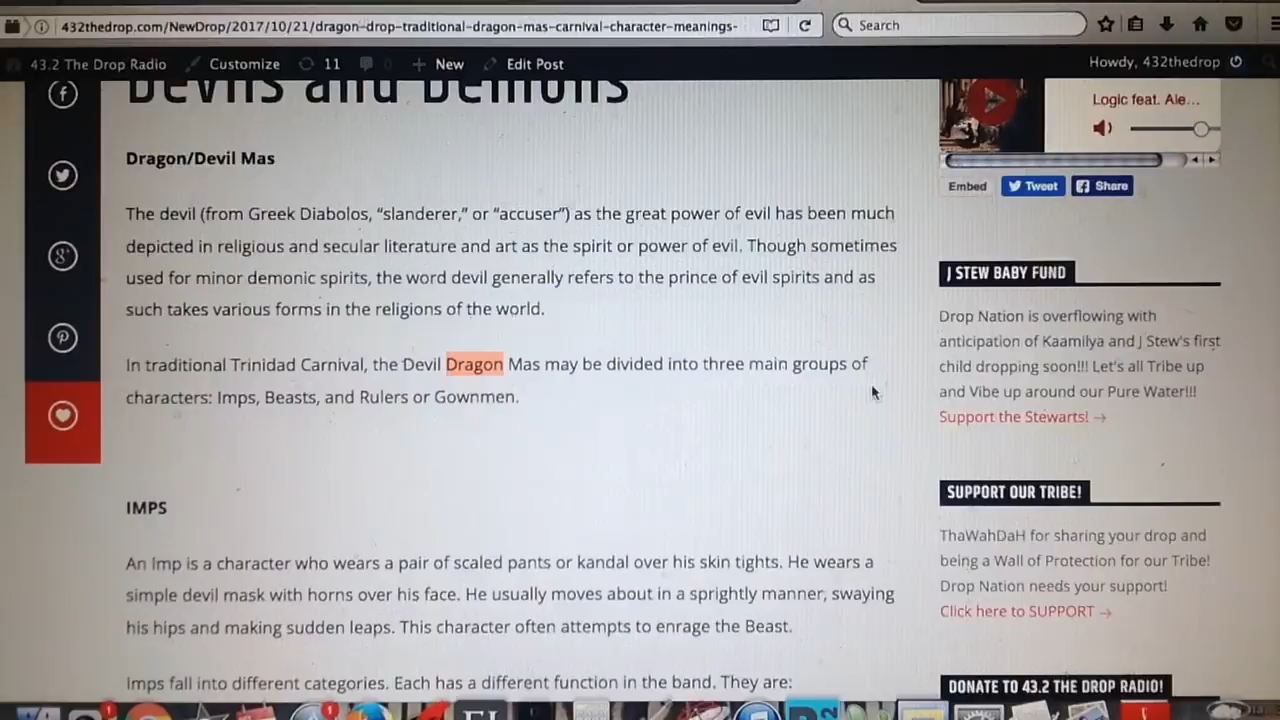 432thedrop.com/NewDrop/2017/10/21/dragon-drop-traditional-dragon-mas-carnival-character-meanings-
Search
43.2 The Drop Radio
Customize
11
0
New
Edit Post
Howdy, 432thedrop
Devils and Demons
Logic feat. Ale...
Embed
Tweet
Share
Dragon/Devil Mas
The devil (from Greek Diabolos, “slanderer,” or “accuser”) as the great power of evil has been much
depicted in religious and secular literature and art as the spirit or power of evil. Though sometimes
used for minor demonic spirits, the word devil generally refers to the prince of evil spirits and as
such takes various forms in the religions of the world.
In traditional Trinidad Carnival, the Devil Dragon Mas may be divided into three main groups of
characters: Imps, Beasts, and Rulers or Gownmen.
IMPS
An Imp is a character who wears a pair of scaled pants or kandal over his skin tights. He wears a
simple devil mask with horns over his face. He usually moves about in a sprightly manner, swaying
his hips and making sudden leaps. This character often attempts to enrage the Beast.
Imps fall into different categories. Each has a different function in the band. They are:
J STEW BABY FUND
Drop Nation is overflowing with
anticipation of Kaamilya and J Stew's first
child dropping soon!!! Let's all Tribe up
and Vibe up around our Pure Water!!!
Support the Stewarts! →
SUPPORT OUR TRIBE!
ThaWahDaH for sharing your drop and
being a Wall of Protection for our Tribe!
Drop Nation needs your support!
Click here to SUPPORT →
DONATE TO 43.2 THE DROP RADIO!